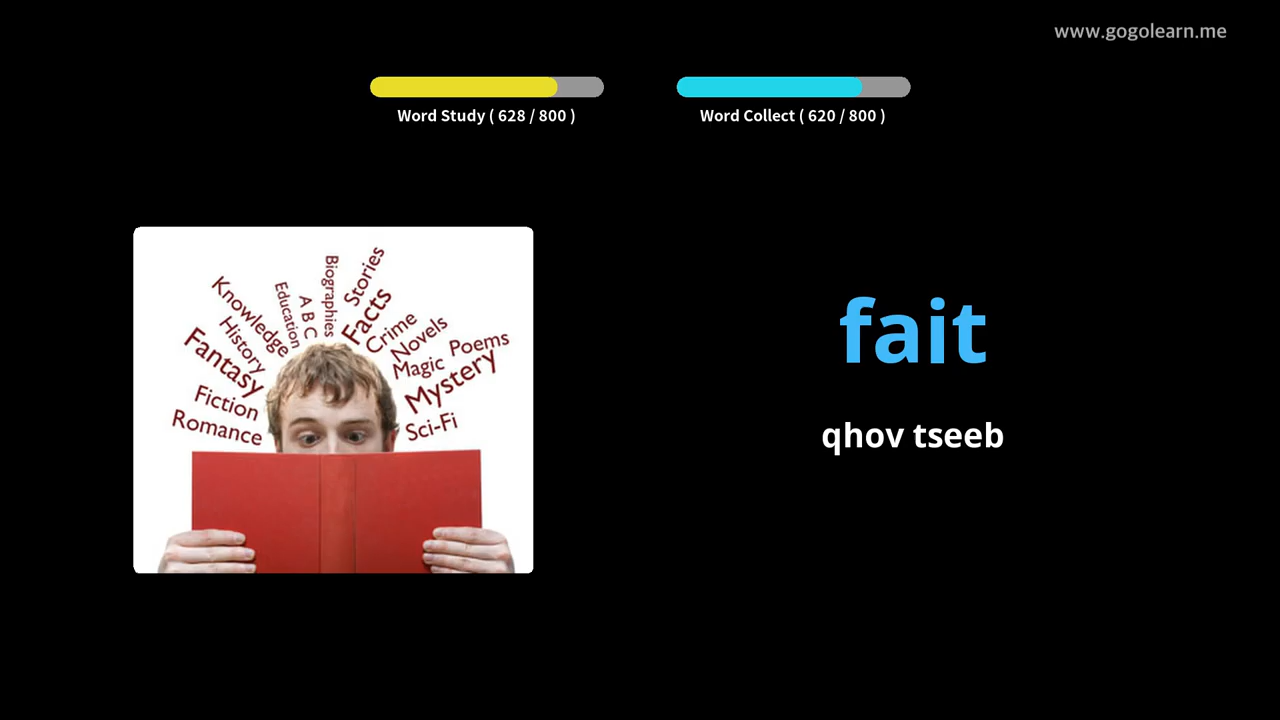 www.gogolearn.me
Word Study ( 628 / 800 )
Word Collect ( 620 / 800 )
Knowledge
History
Fantasy
Fiction
Romance
Education
A B C
Biographies
Stories
Facts
Crime
Novels
Magic
Poems
Mystery
Sci-Fi
fait
qhov tseeb